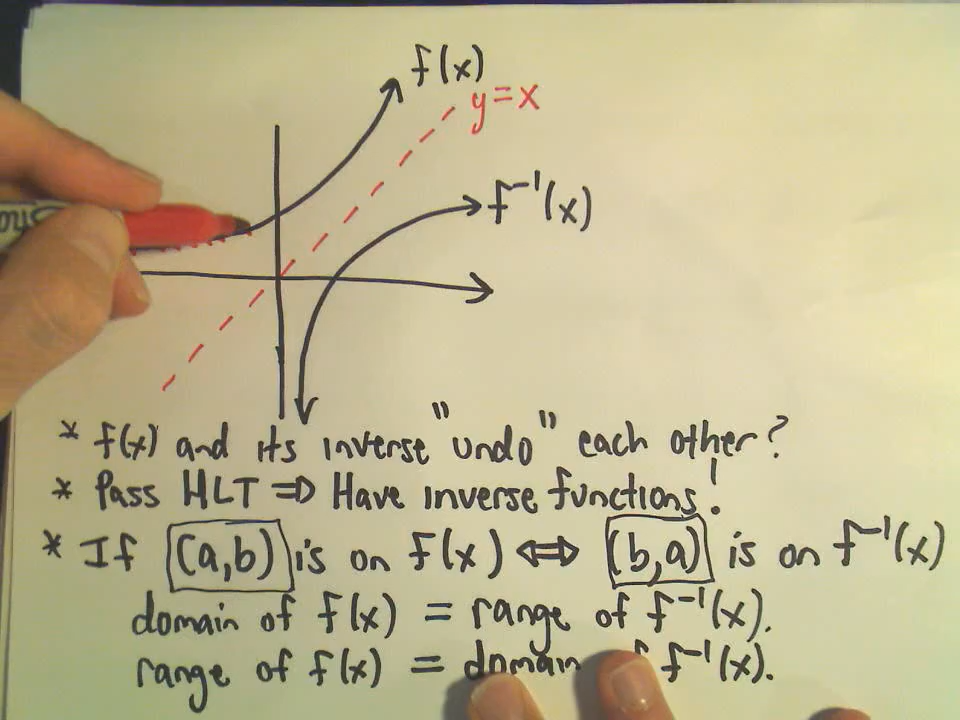 f(x)
y=x
f⁻¹(x)
* f(x) and its inverse "undo" each other?
* Pass HLT ⇒ Have inverse functions!
* If (a,b) is on f(x) ⇔ (b,a) is on f⁻¹(x)
domain of f(x) = range of f⁻¹(x).
range of f(x) = domain f⁻¹(x).